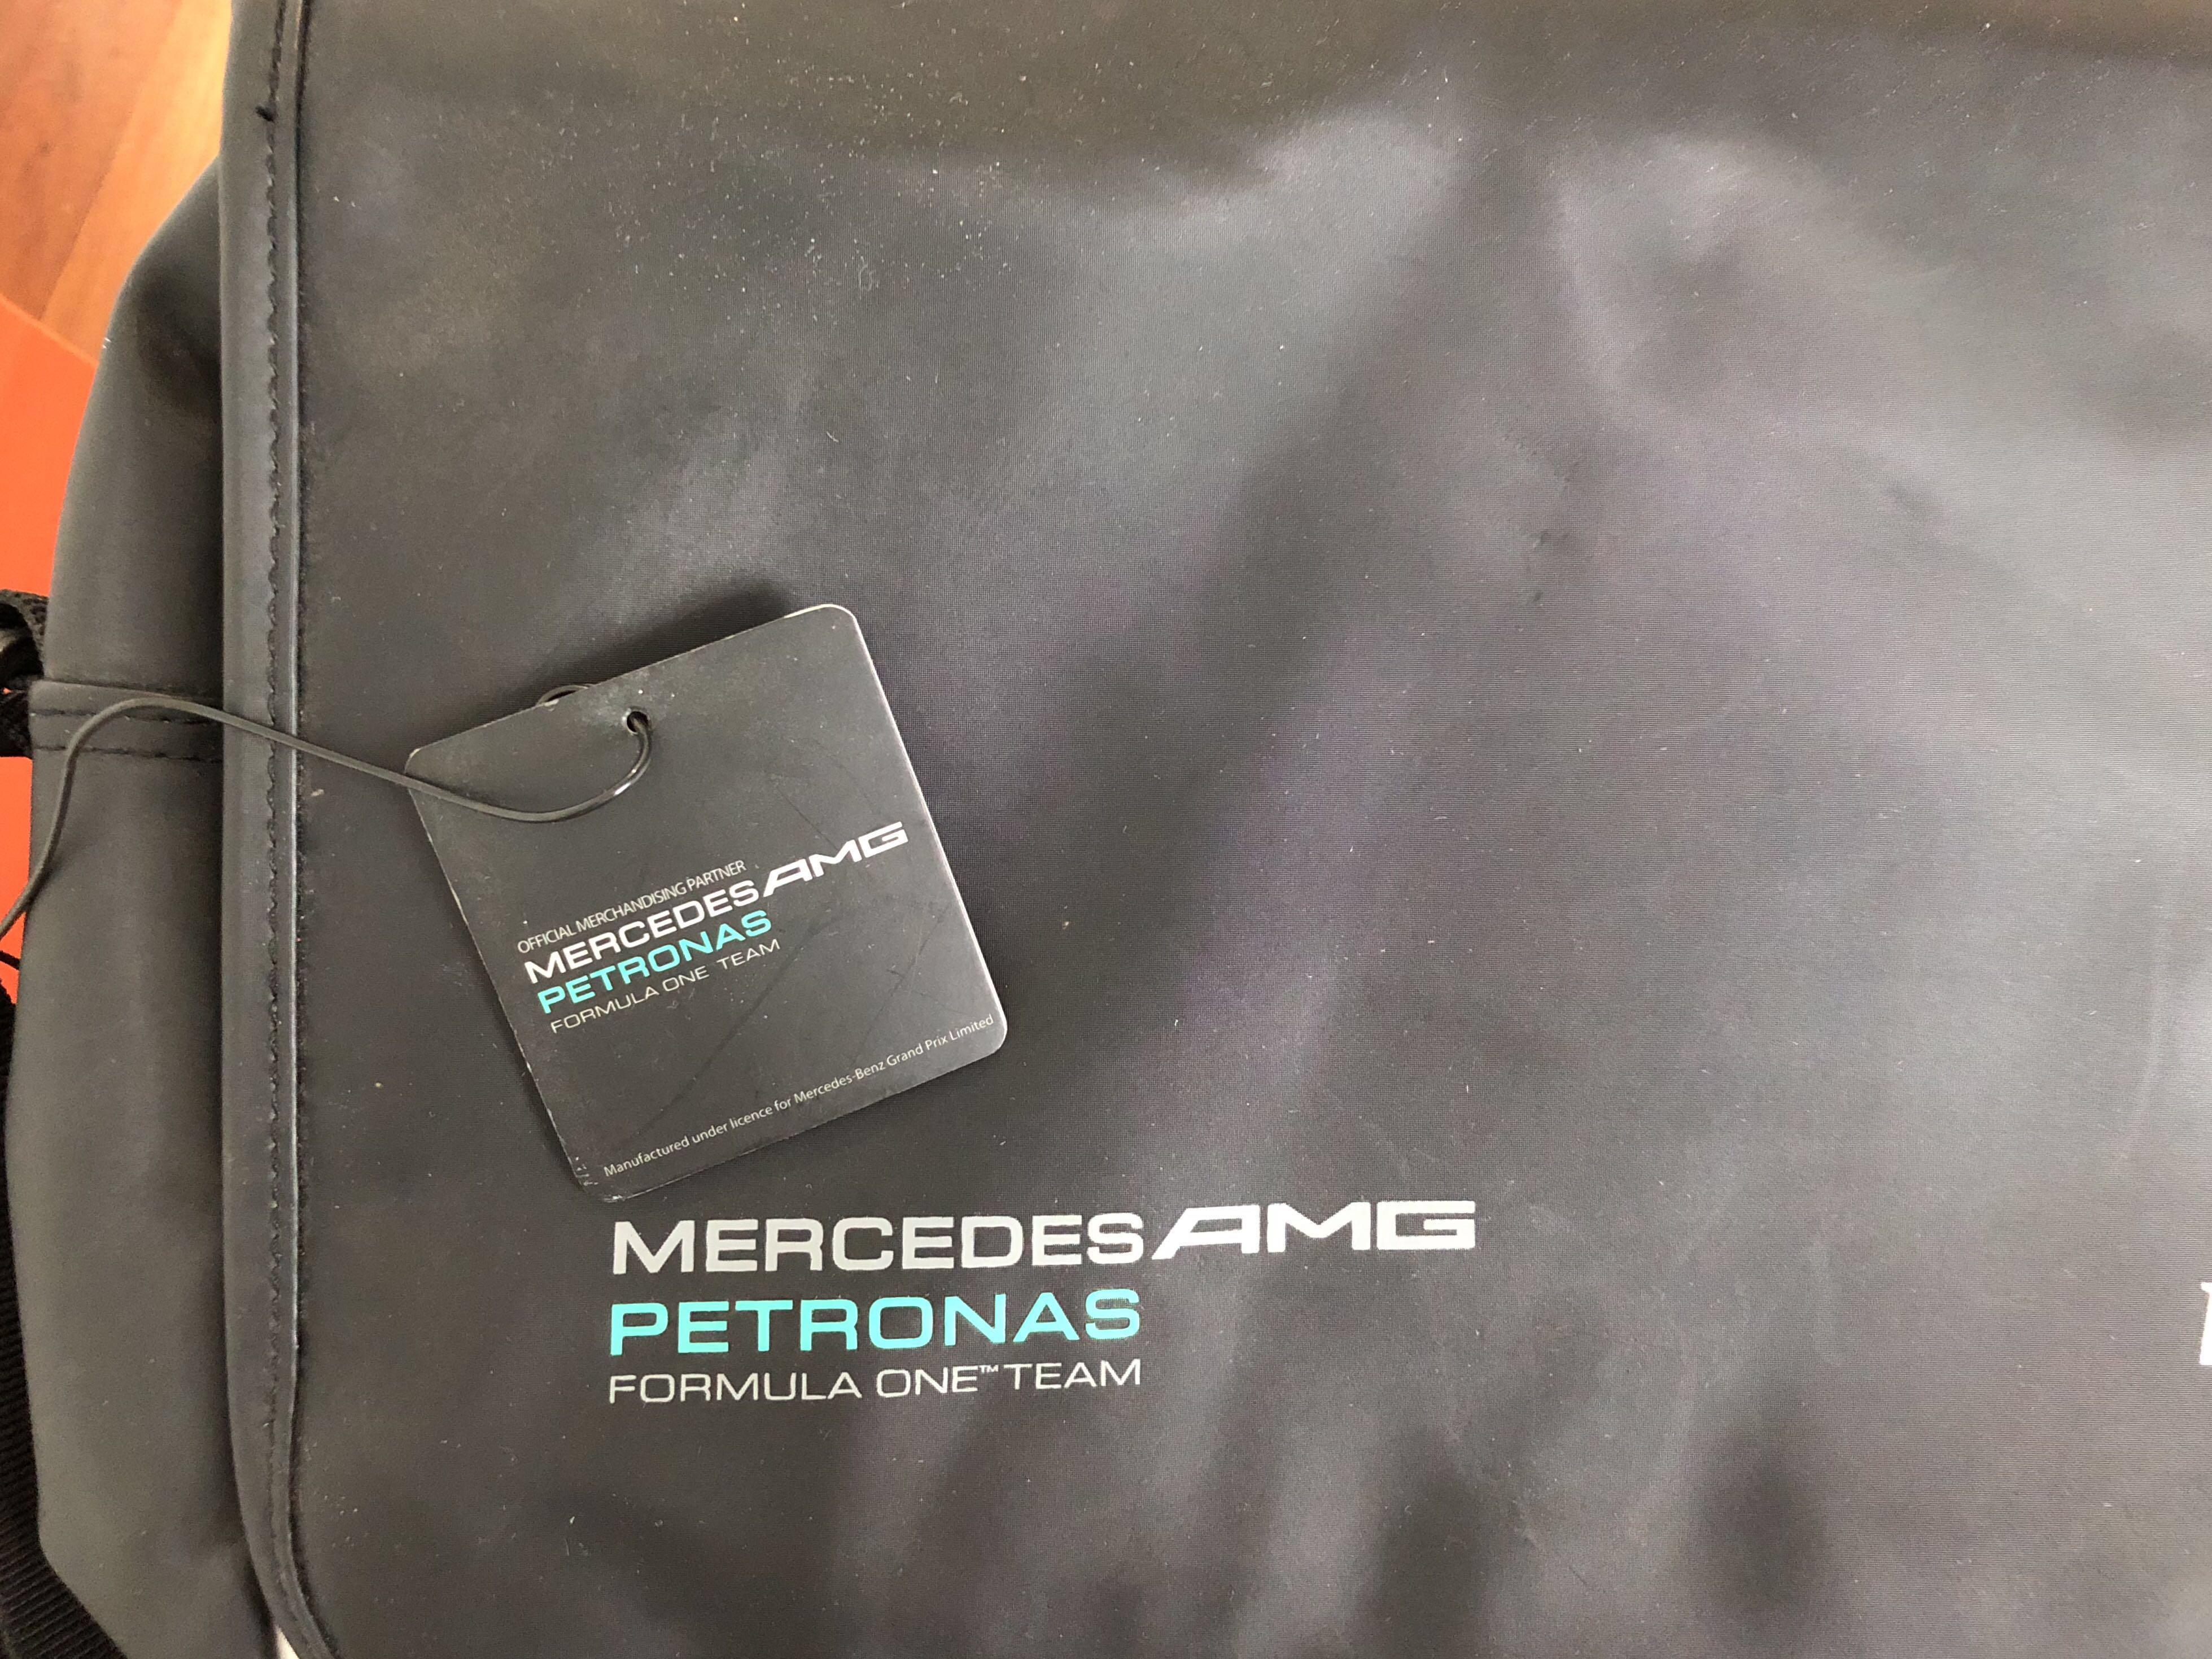 OFFICIAL MERCHANDISING PARTNER
MERCEDES AMG
PETRONAS
FORMULA ONE TEAM
Manufactured under licence for Mercedes-Benz Grand Prix Limited
MERCEDES AMG
PETRONAS
FORMULA ONE™ TEAM